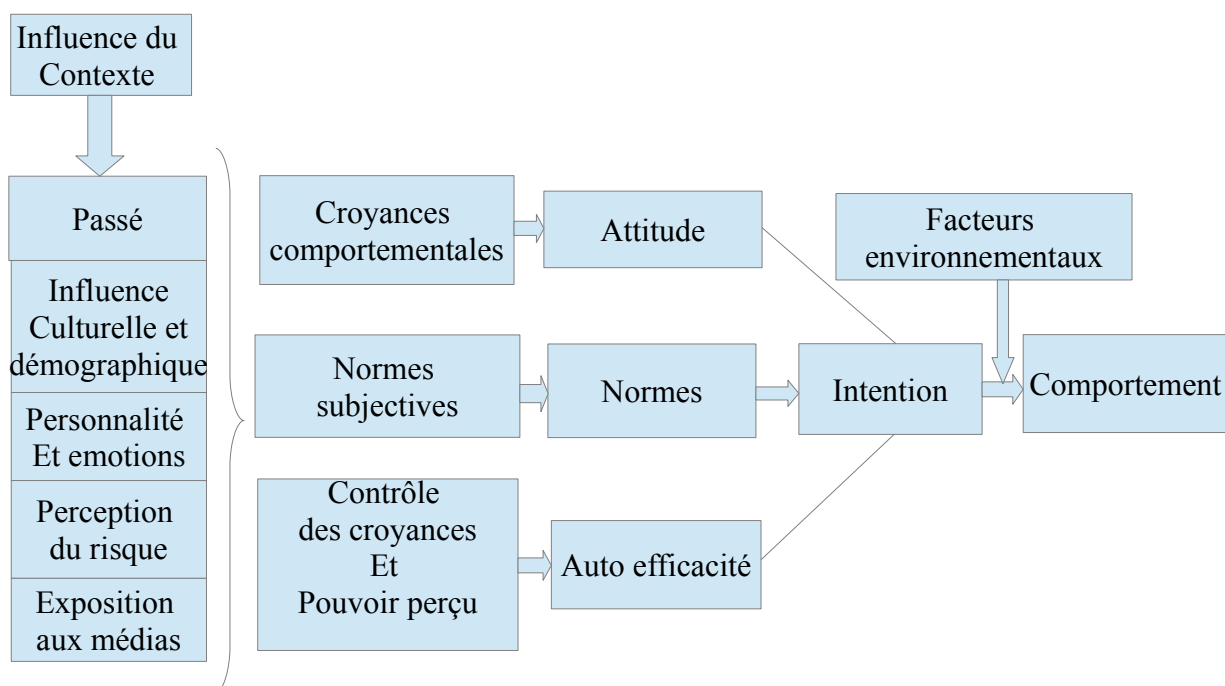 Influence du
Contexte
Passé
Influence
Culturelle et
démographique
Personnalité
Et emotions
Perception
du risque
Exposition
aux médias
Croyances
comportementales
Attitude
Normes
subjectives
Normes
Contrôle
des croyances
Et
Pouvoir perçu
Auto efficacité
Intention
Facteurs
environnementaux
Comportement